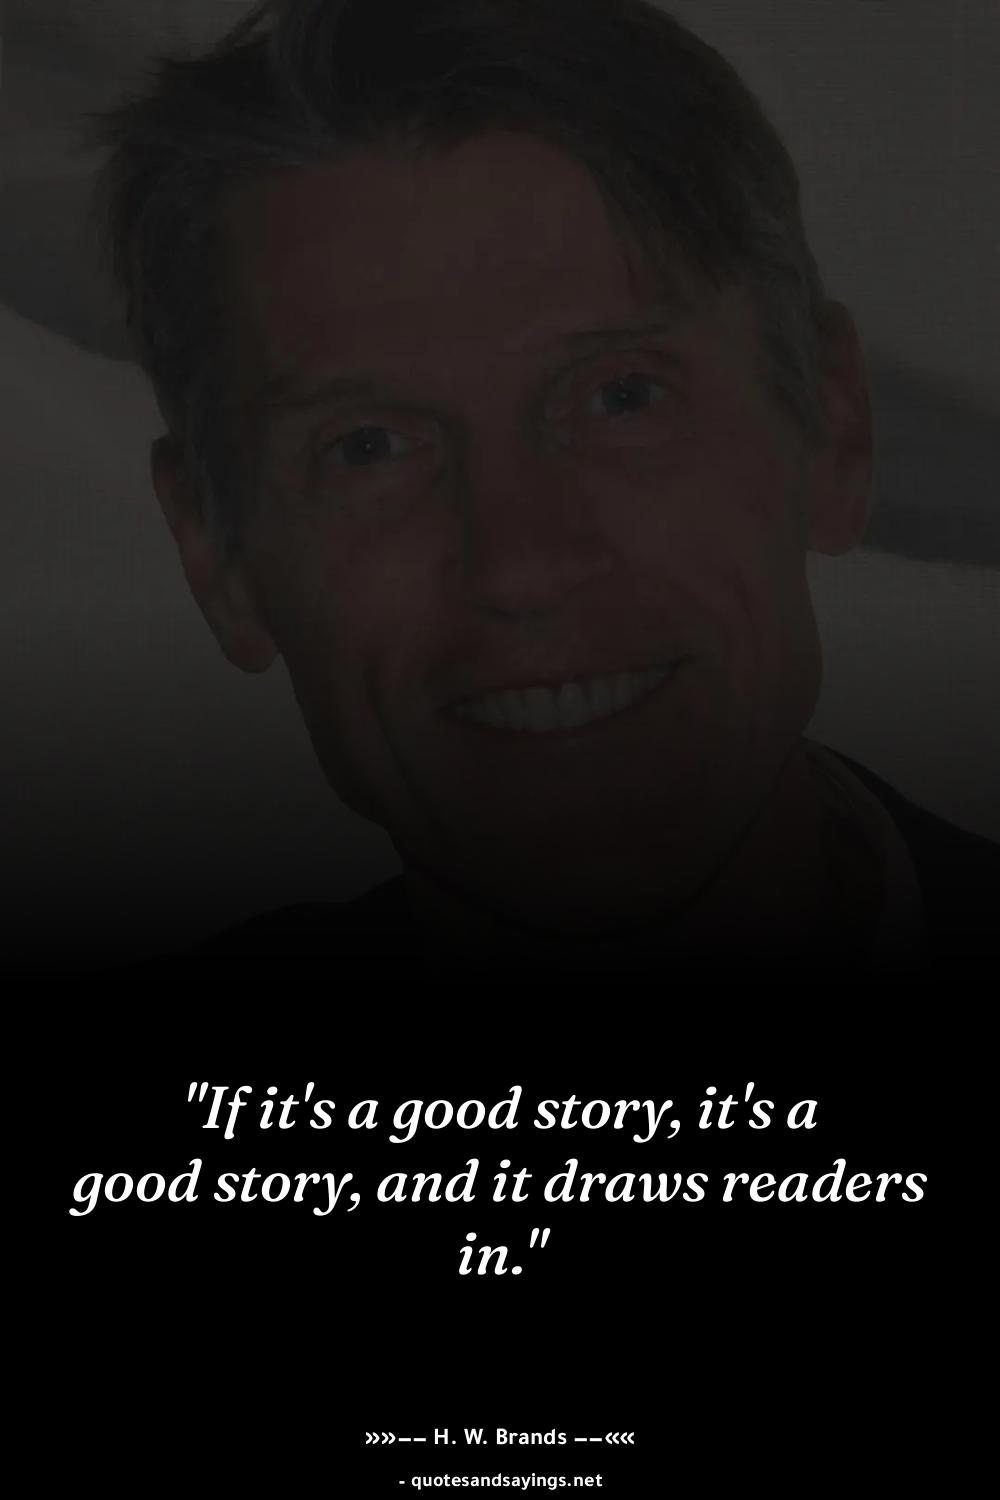 "If it's a good story, it's a
good story, and it draws readers
in."
»»−− H. W. Brands −−««
- quotesandsayings.net